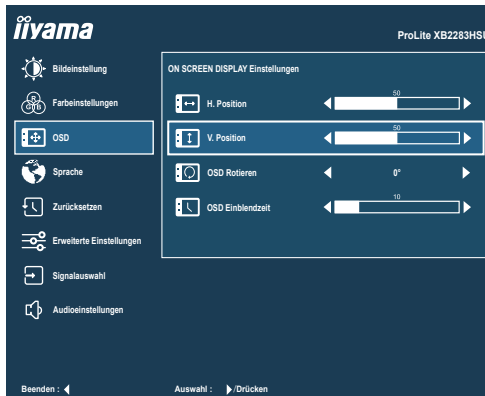 iiyama
ProLite XB2283HSU
Bildeinstellung
Farbeinstellungen
OSD
Sprache
Zurücksetzen
Erweiterte Einstellungen
Signalauswahl
Audioeinstellungen
ON SCREEN DISPLAY Einstellungen
H. Position
50
V. Position
50
OSD Rotieren
0°
OSD Einblendzeit
10
R
G B
Beenden :
Auswahl : /Drücken